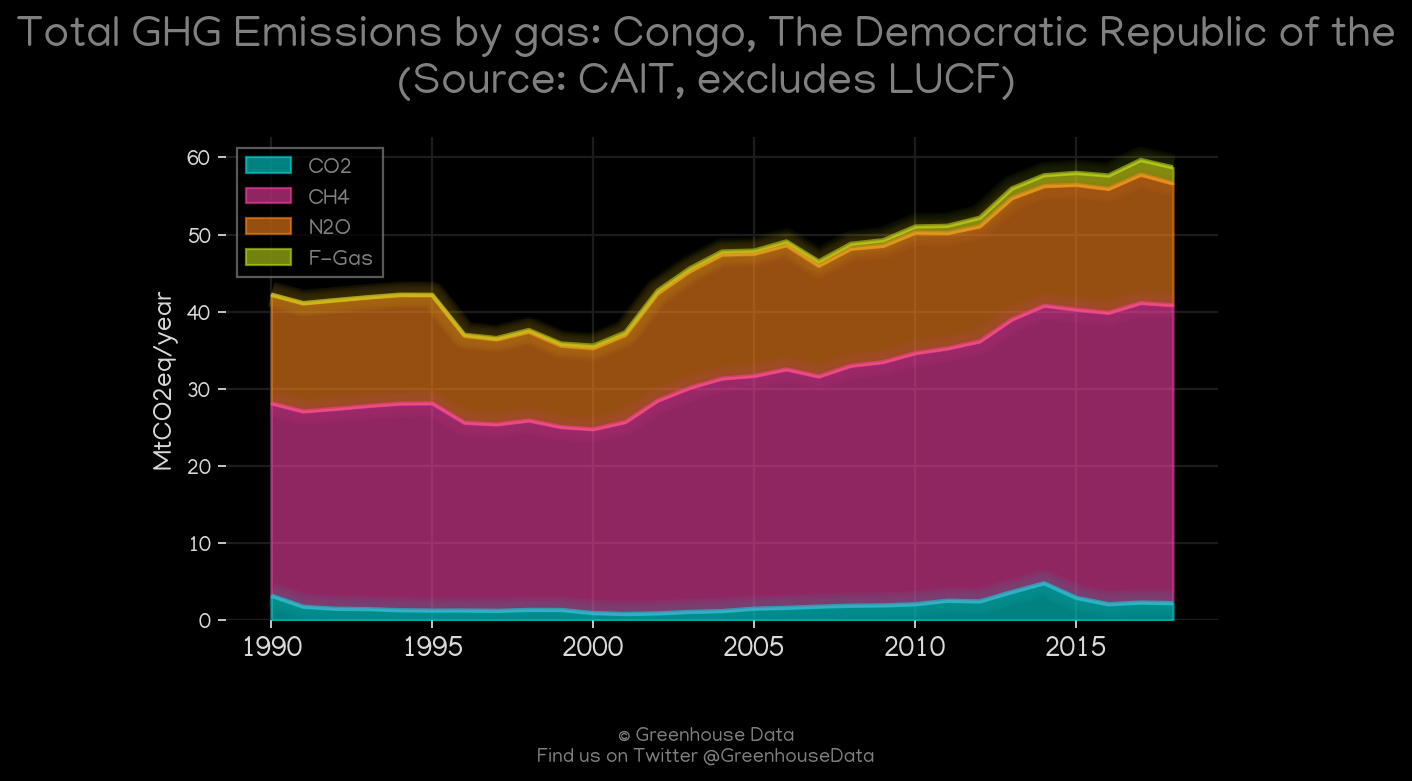 Total GHG Emissions by gas: Congo, The Democratic Republic of the
(Source: CAIT, excludes LUCF)
CO2
CH4
N2O
F-Gas
MtCO2eq/year
60
50
40
30
20
10
0
1990 1995 2000 2005 2010 2015
© Greenhouse Data
Find us on Twitter @GreenhouseData